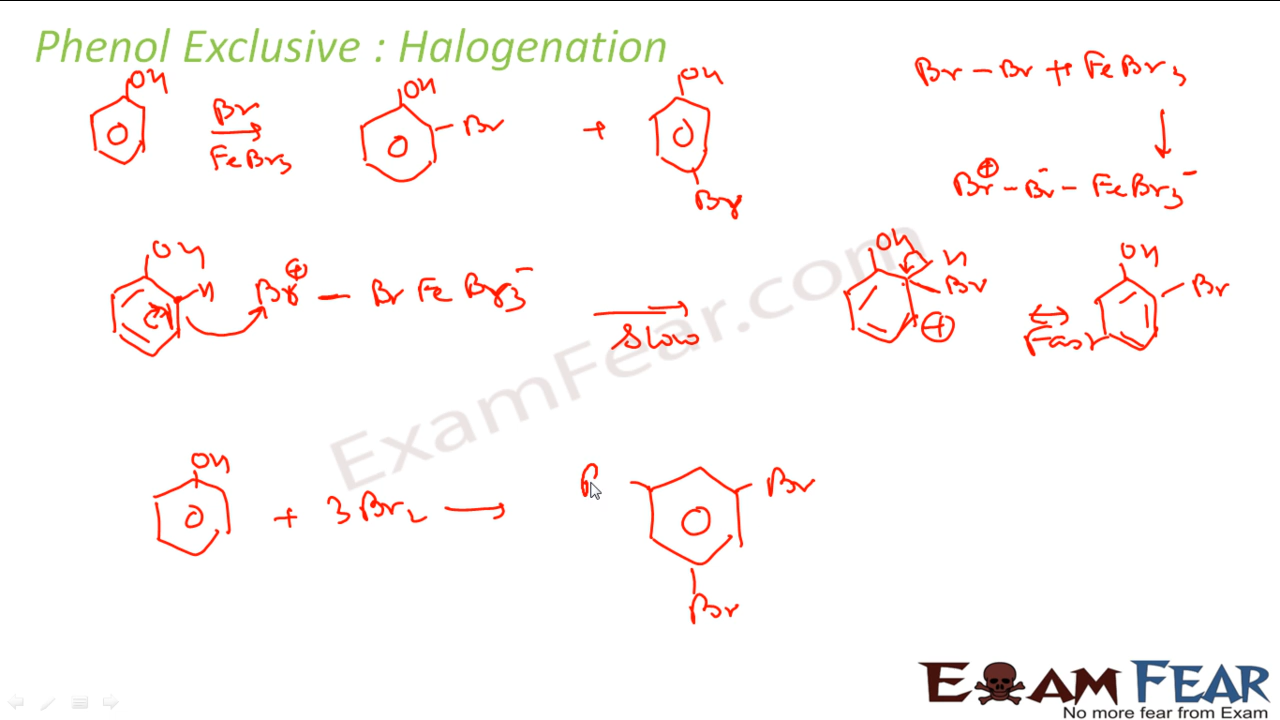 Phenol Exclusive : Halogenation
OH Br FeBr3 OH Br + OH Br
Br – Br + FeBr3
Br⊕ – Br⁻ – FeBr3⁻
OH H Br⊕ – Br Fe Br3⁻ Slow OH H Br ⊕ Fast OH Br
ExamFear.com
OH + 3 Br2 → Br Br
EXAM FEAR
No more fear from Exam